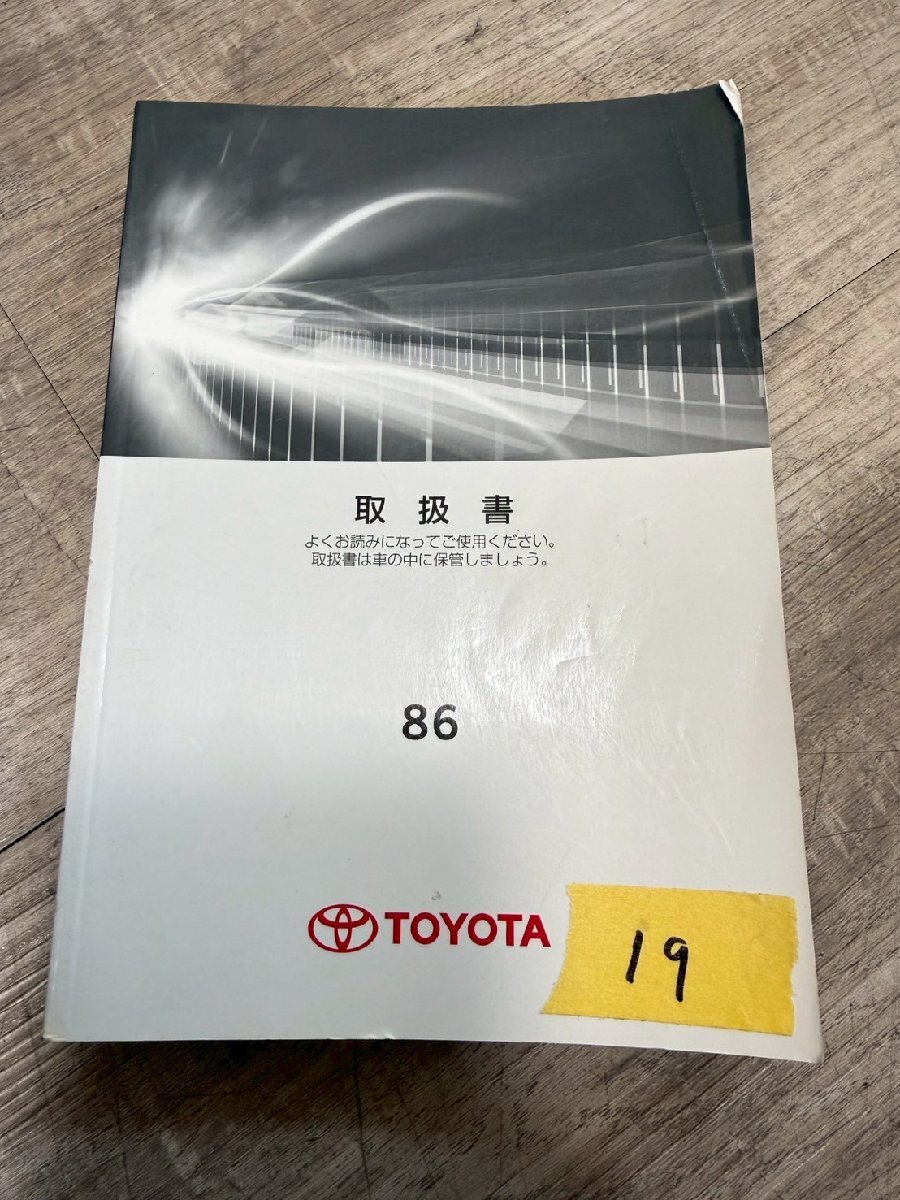 取扱書
よくお読みになってご使用ください。
取扱書は車の中に保管しましょう。
86
TOYOTA
19